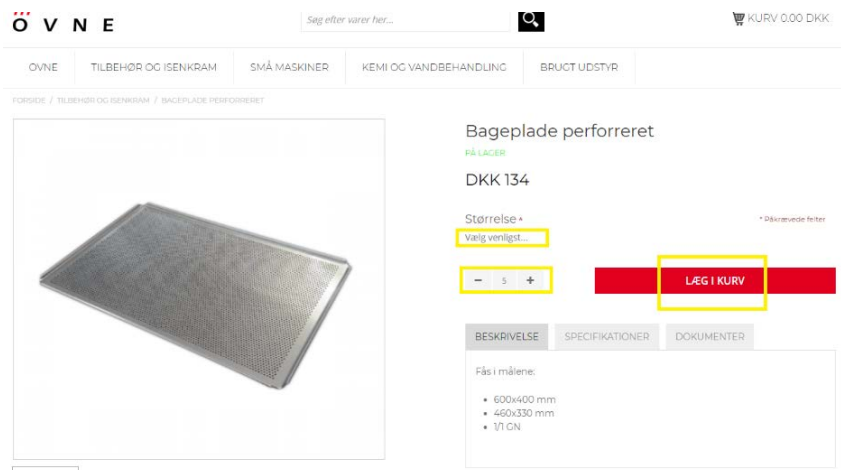 ÖVNE
Søg efter varer her...
KURV 0.00 DKK
OVNE TILBEHØR OG ISENKRAM SMÅ MASKINER KEMI OG VANDBEHANDLING BRUGT UDSTYR
FORSIDE / TILBEHØR OG ISENKRAM / BAGEPLADE PERFORRERET
Bageplade perforreret
PÅ LAGER
DKK 134
Størrelse *
* Påkrævede felter
Vælg venligst...
− 5 +
LÆG I KURV
BESKRIVELSE SPECIFIKATIONER DOKUMENTER
Fås i målene:
• 600x400 mm
• 460x330 mm
• 1/1 GN